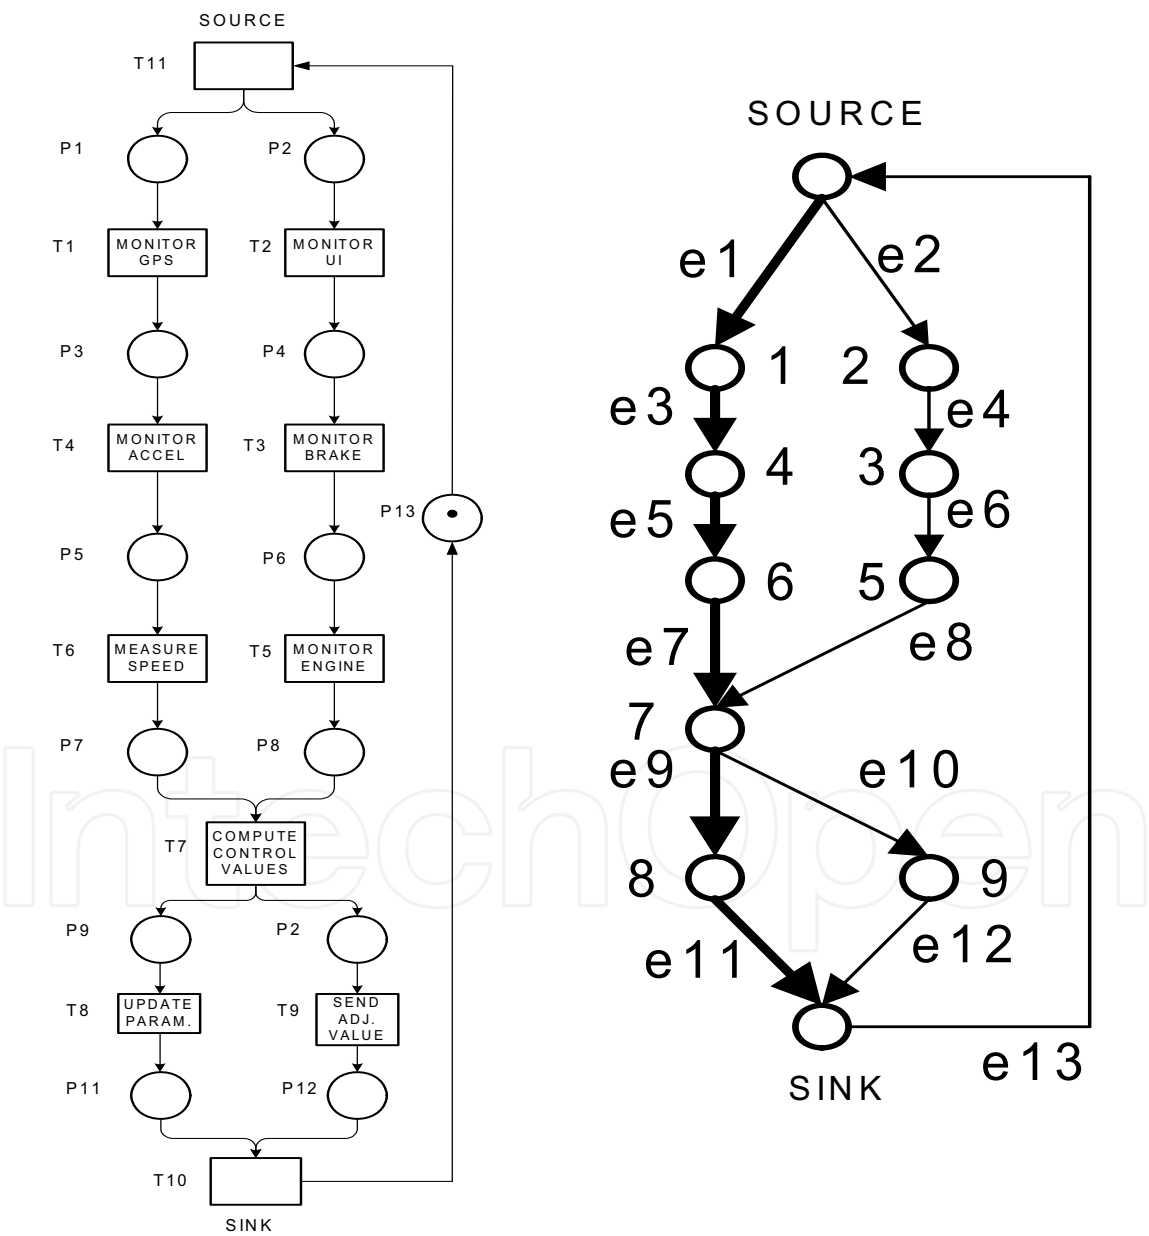 SOURCE
T11
P1
P2
T1
MONITOR
GPS
T2
MONITOR
UI
P3
P4
T4
MONITOR
ACCEL
T3
MONITOR
BRAKE
P13
P5
P6
T6
MEASURE
SPEED
T5
MONITOR
ENGINE
P7
P8
T7
COMPUTE
CONTROL
VALUES
P9
P2
T8
UPDATE
PARAM.
T9
SEND
ADJ.
VALUE
P11
P12
T10
SINK
SOURCE
e1
e2
1
2
e3
e4
4
3
e5
e6
6
5
e7
e8
7
e9
e10
8
9
e11
e12
SINK
e13
IntechOpen